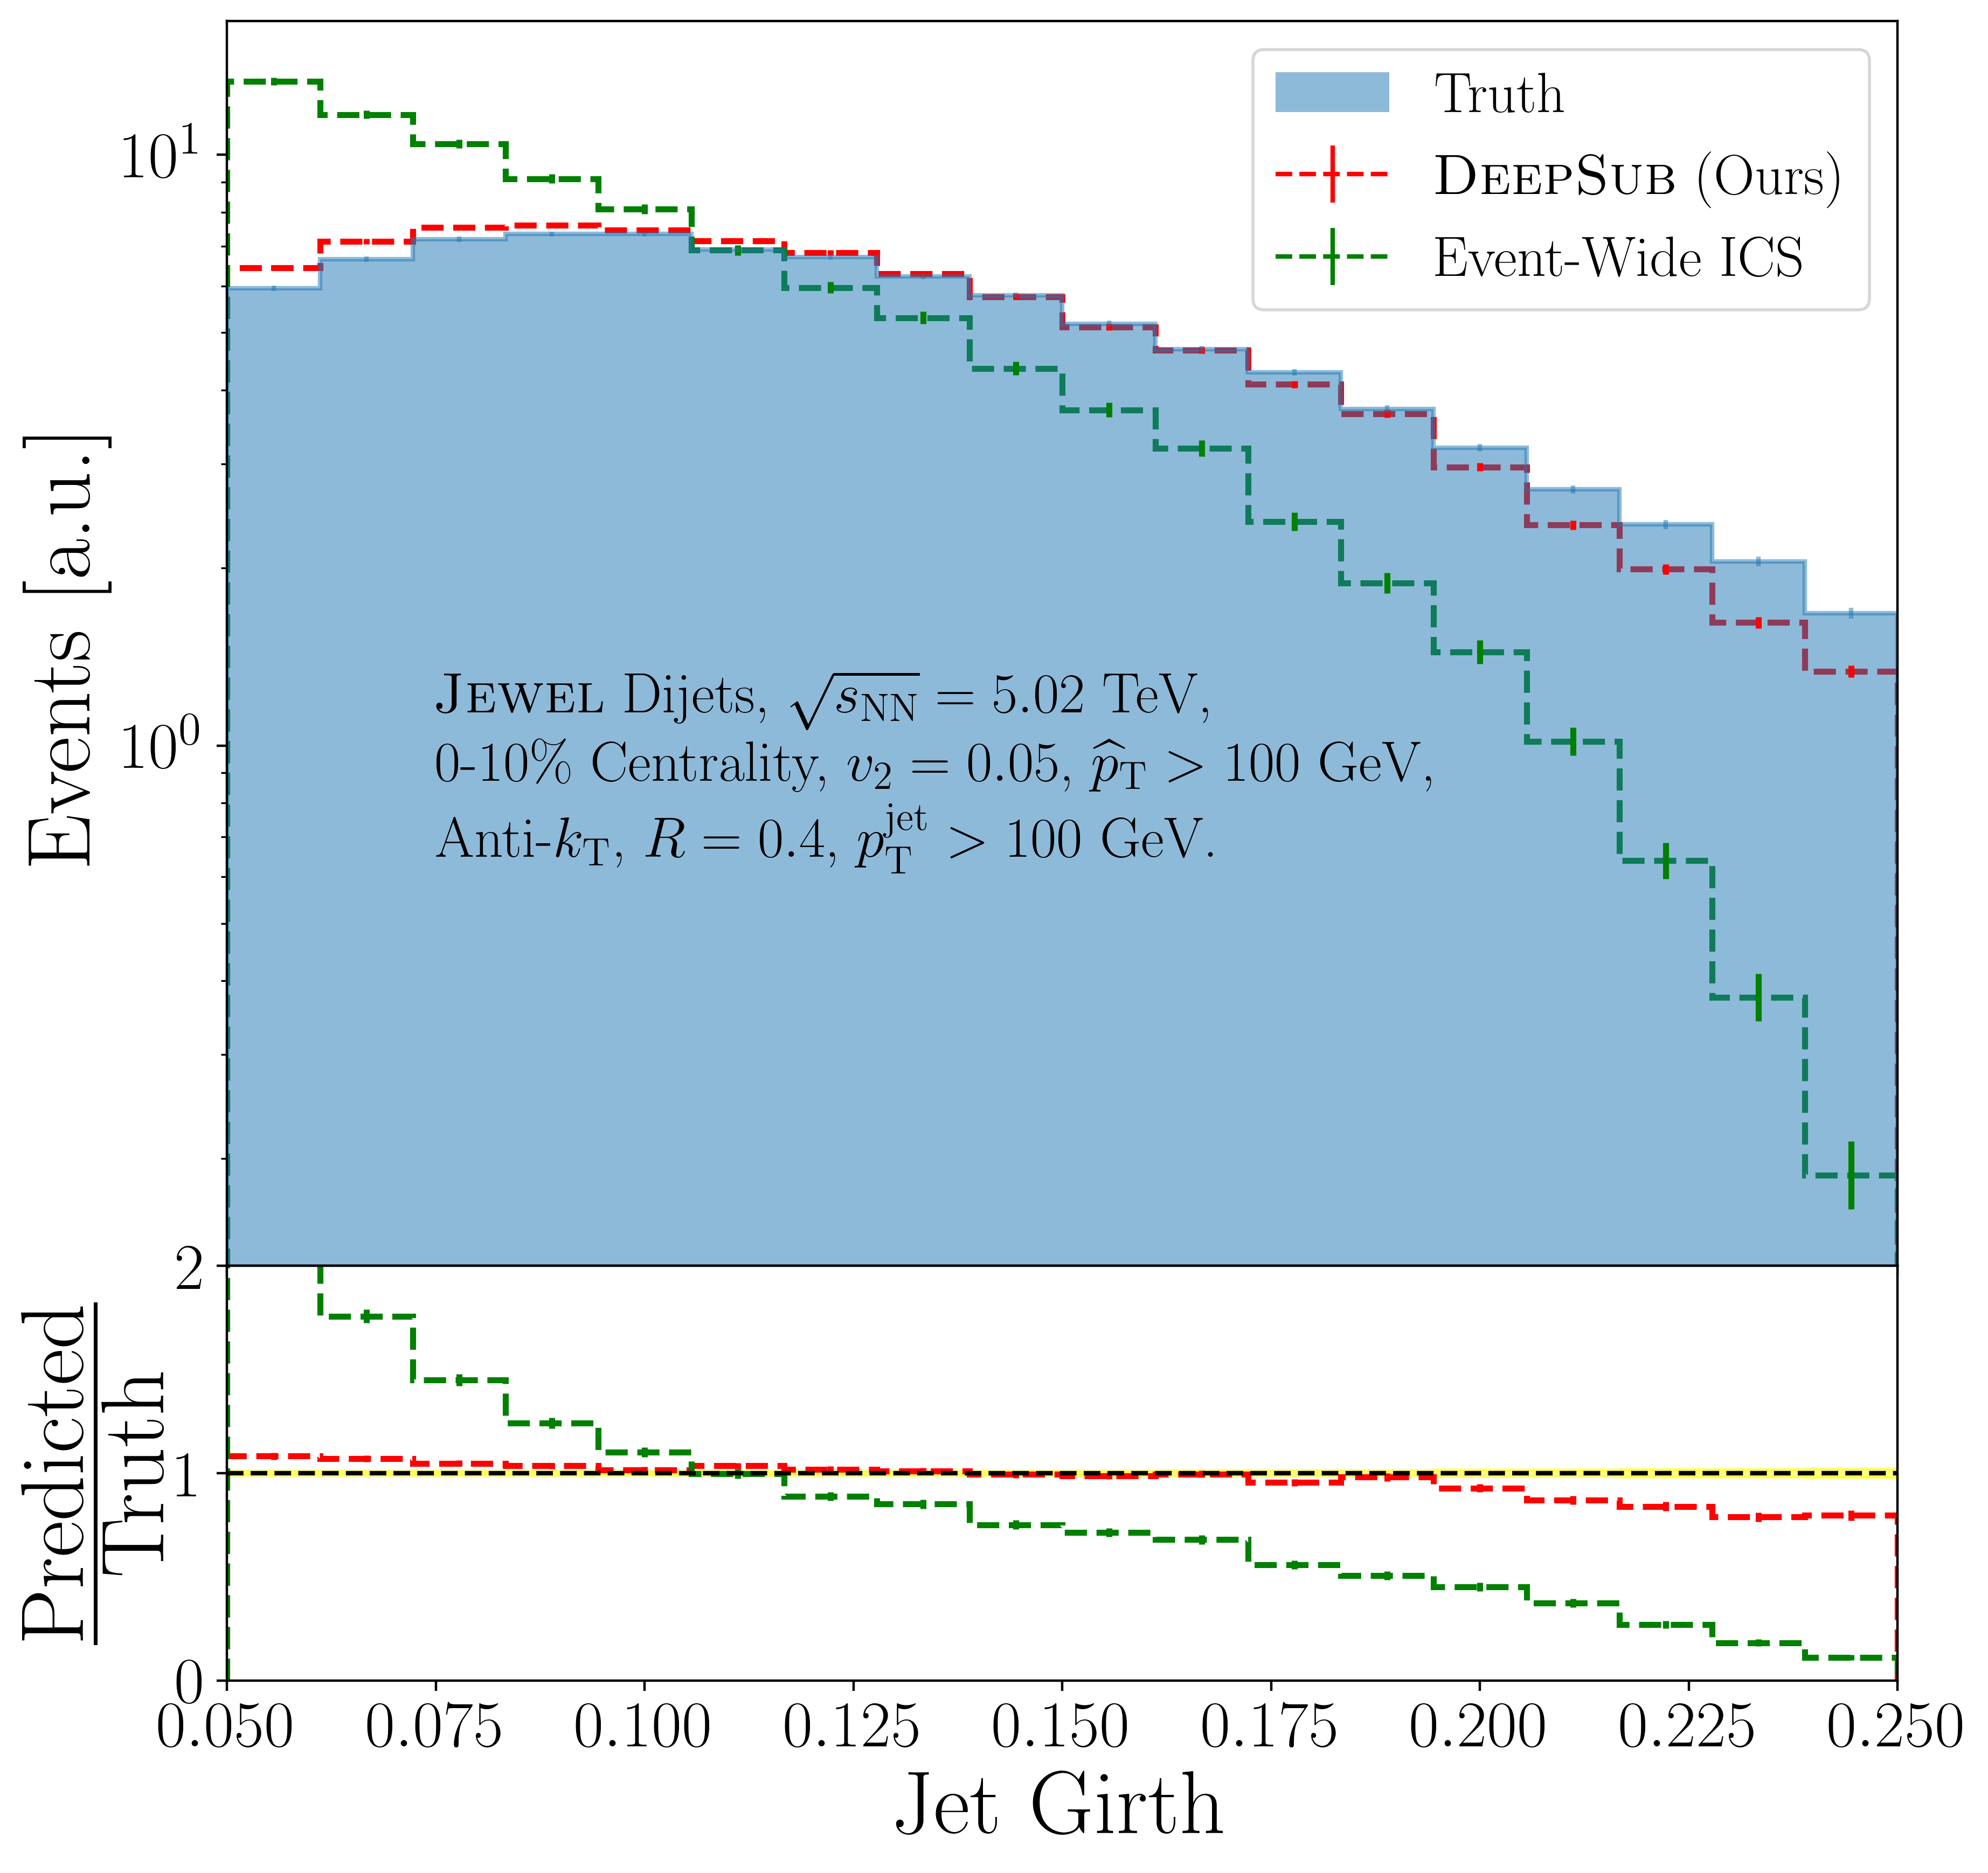 Truth
DEEPSUB (Ours)
Event-Wide ICS
10¹
10⁰
Events [a.u.]
JEWEL Dijets, √s_NN = 5.02 TeV,
0-10% Centrality, v₂ = 0.05, p̂_T > 100 GeV,
Anti-k_T, R = 0.4, p_T^jet > 100 GeV.
2
1
0
Predicted
Truth
0.050 0.075 0.100 0.125 0.150 0.175 0.200 0.225 0.250
Jet Girth